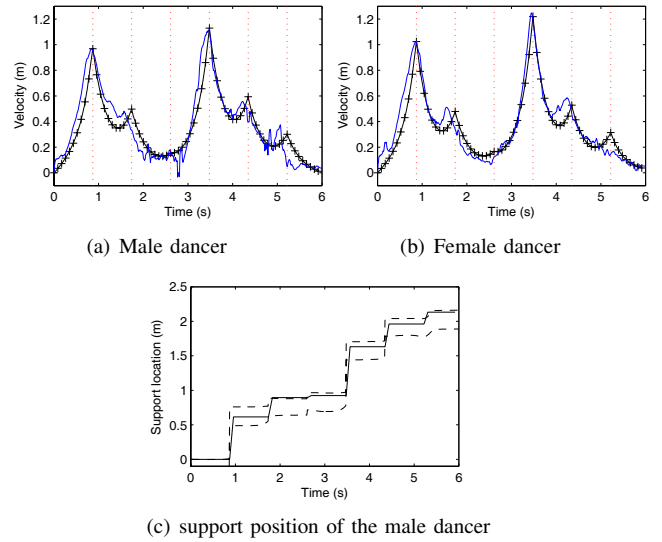 Velocity (m)
1.2
1
0.8
0.6
0.4
0.2
0
0 1 2 3 4 5 6
Time (s)
(a) Male dancer
Velocity (m)
1.2
1
0.8
0.6
0.4
0.2
0
0 1 2 3 4 5 6
Time (s)
(b) Female dancer
Support location (m)
2.5
2
1.5
1
0.5
0
0 1 2 3 4 5 6
Time (s)
(c) support position of the male dancer